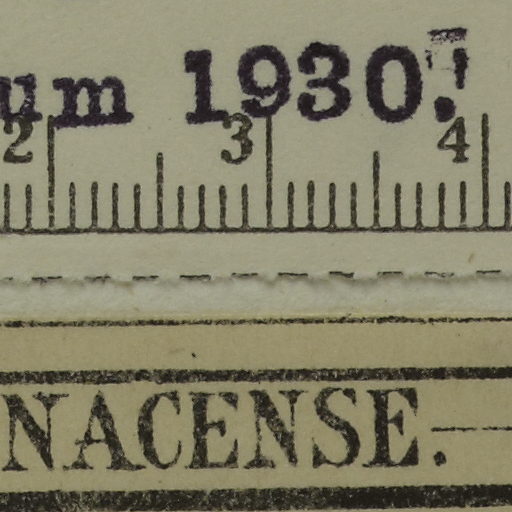 um 1930.
2 3 4
NACENSE.